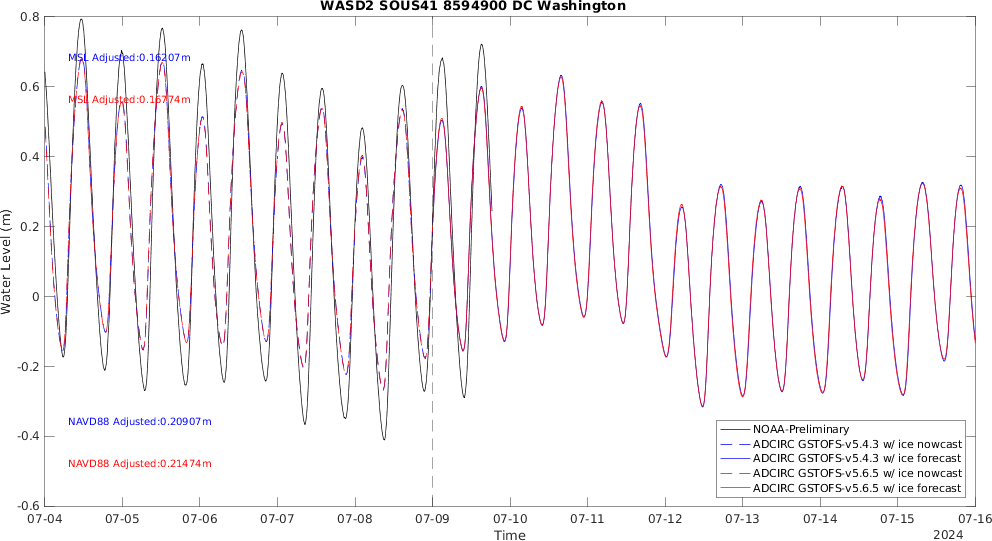 WASD2 SOUS41 8594900 DC Washington
0.8
0.6
0.4
0.2
0
-0.2
-0.4
-0.6
Water Level (m)
MSL Adjusted:0.16207m
MSL Adjusted:0.16774m
NAVD88 Adjusted:0.20907m
NAVD88 Adjusted:0.21474m
NOAA-Preliminary
ADCIRC GSTOFS-v5.4.3 w/ ice nowcast
ADCIRC GSTOFS-v5.4.3 w/ ice forecast
ADCIRC GSTOFS-v5.6.5 w/ ice nowcast
ADCIRC GSTOFS-v5.6.5 w/ ice forecast
07-04 07-05 07-06 07-07 07-08 07-09 07-10 07-11 07-12 07-13 07-14 07-15 07-16
Time
2024